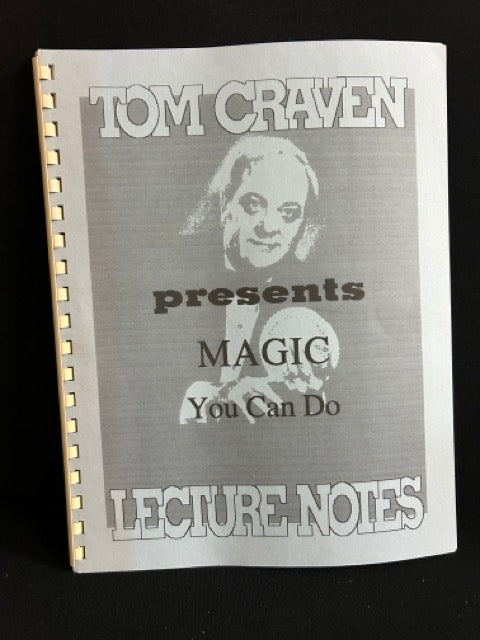 TOM CRAVEN
presents
MAGIC
You Can Do
LECTURE NOTES